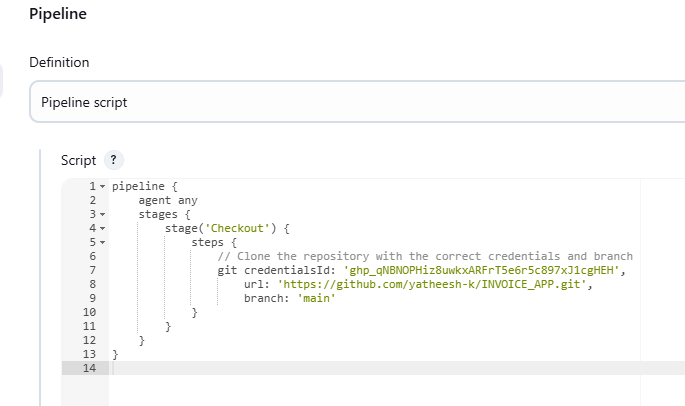 Pipeline
Definition
Pipeline script
Script ?
1 pipeline {
2 agent any
3 stages {
4 stage('Checkout') {
5 steps {
6 // Clone the repository with the correct credentials and branch
7 git credentialsId: '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',
8 url: 'https://github.com/yatheesh-k/INVOICE_APP.git',
9 branch: 'main'
10 }
11 }
12 }
13 }
14